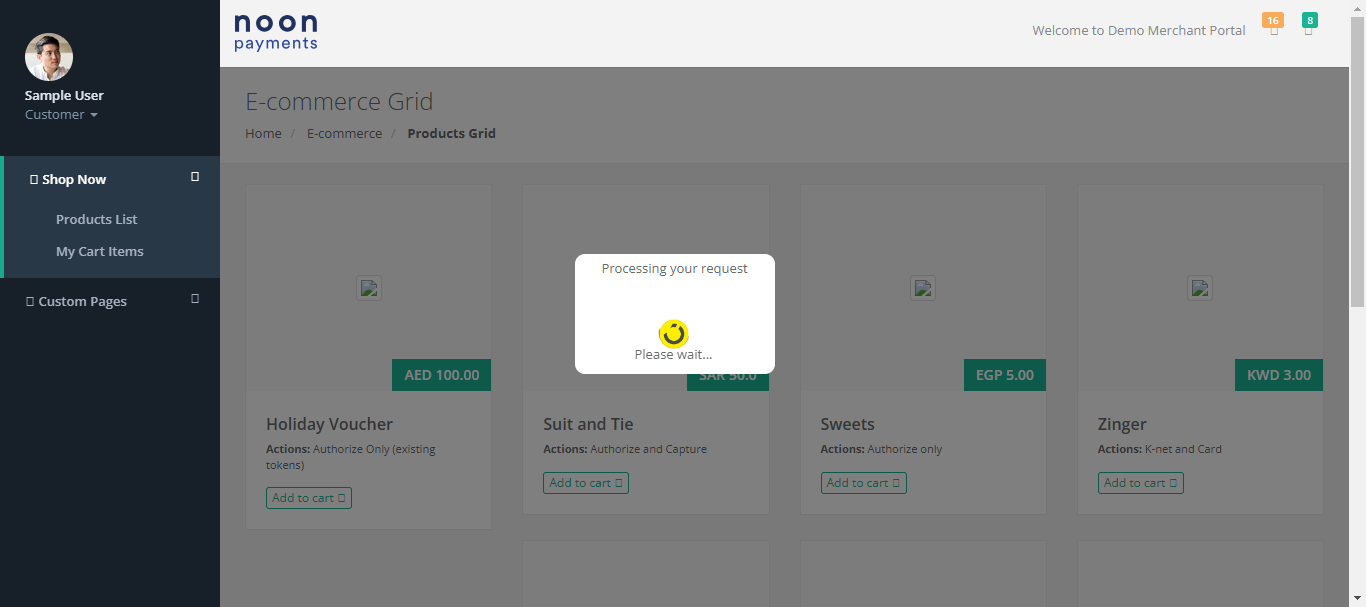 noon
payments
Welcome to Demo Merchant Portal
16
8
Sample User
Customer
Shop Now
Products List
My Cart Items
Custom Pages
E-commerce Grid
Home / E-commerce / Products Grid
Processing your request
Please wait...
AED 100.00
SAR 50.0
EGP 5.00
KWD 3.00
Holiday Voucher
Actions: Authorize Only (existing
tokens)
Add to cart
Suit and Tie
Actions: Authorize and Capture
Add to cart
Sweets
Actions: Authorize only
Add to cart
Zinger
Actions: K-net and Card
Add to cart